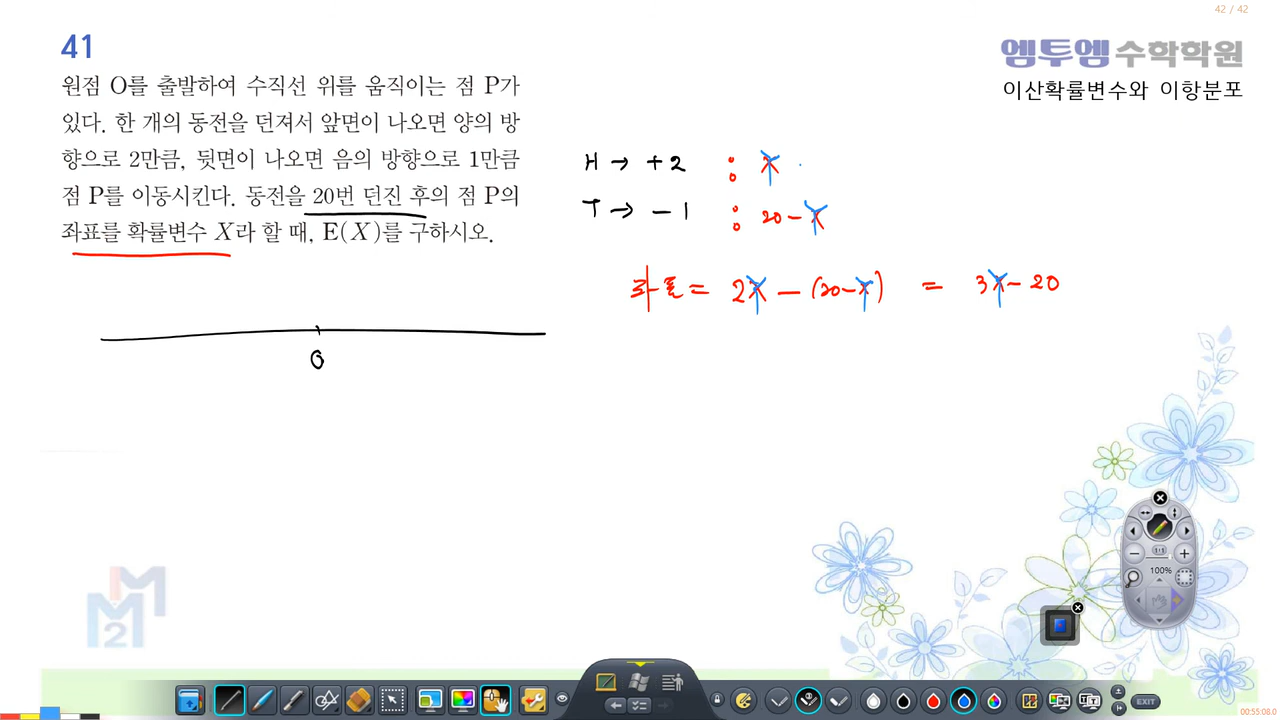 42 / 42
41
엠투엠수학학원
이산확률변수와 이항분포
원점 O를 출발하여 수직선 위를 움직이는 점 P가
있다. 한 개의 동전을 던져서 앞면이 나오면 양의 방
향으로 2만큼, 뒷면이 나오면 음의 방향으로 1만큼
점 P를 이동시킨다. 동전을 20번 던진 후의 점 P의
좌표를 확률변수 X라 할 때, E(X)를 구하시오.
H → +2 : Y
T → -1 : 20-Y
좌표 = 2Y - (20-Y) = 3Y-20
0
M M 2
100%
1:1
EXIT
00:55:08.0